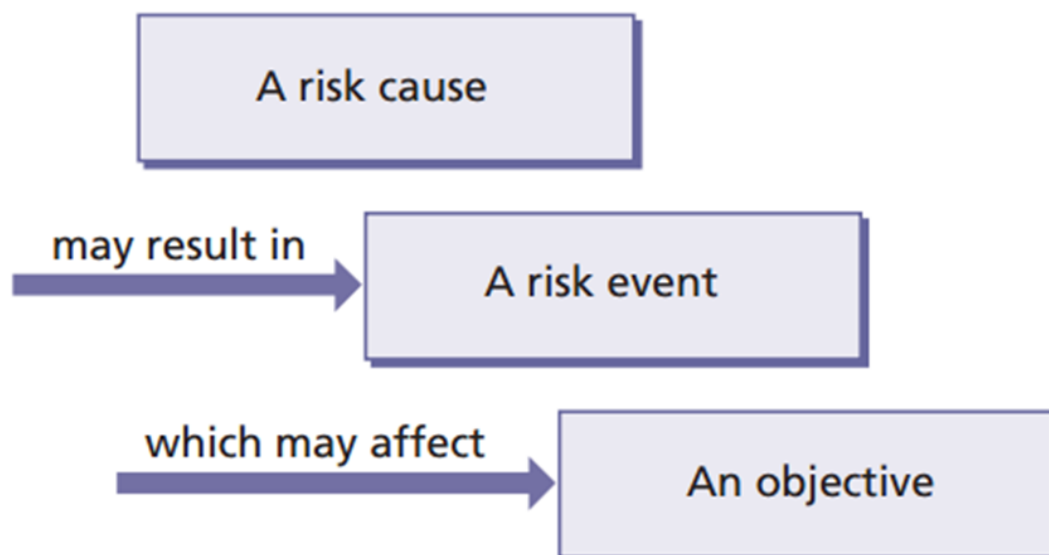 A risk cause
may result in
A risk event
which may affect
An objective